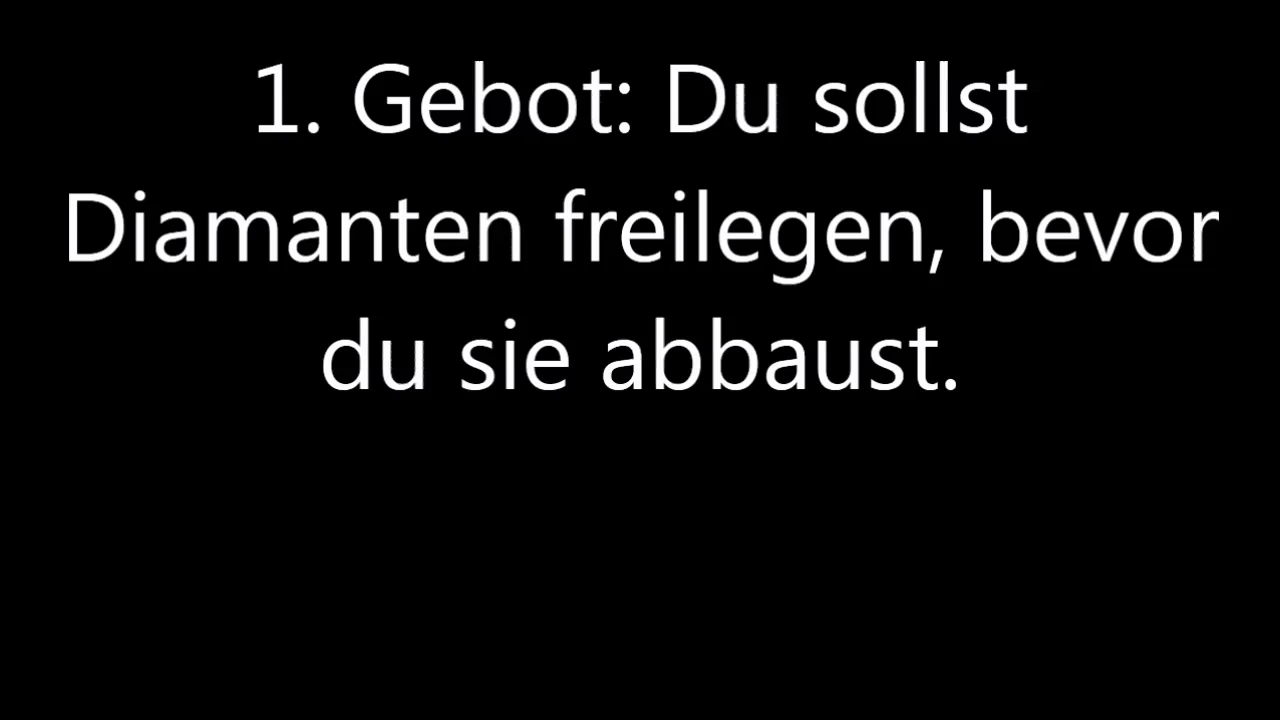 1. Gebot: Du sollst
Diamanten freilegen, bevor
du sie abbaust.